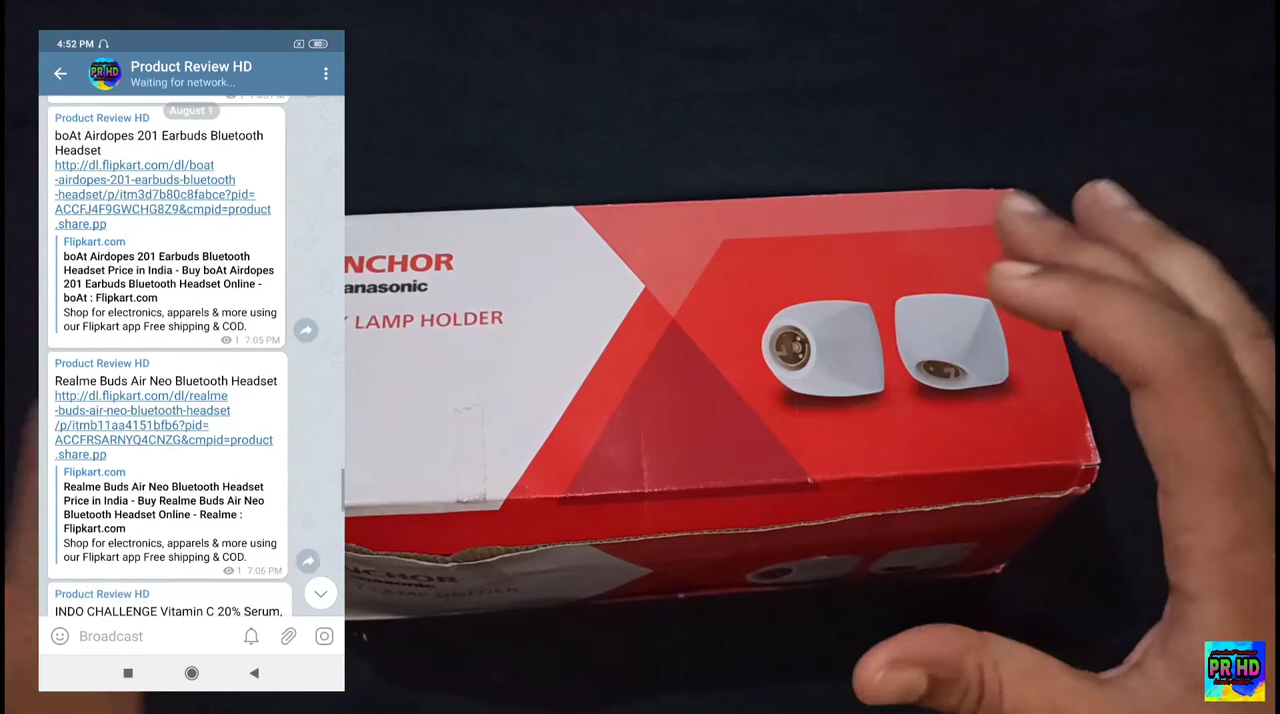 4:52 PM
Product Review HD
Waiting for network...
August 1
Product Review HD
boAt Airdopes 201 Earbuds Bluetooth
Headset
http://dl.flipkart.com/dl/boat
-airdopes-201-earbuds-bluetooth
-headset/p/itm3d7b80c8fabce?pid=
ACCFJ4F9GWCHG8Z9&cmpid=product
.share.pp
Flipkart.com
boAt Airdopes 201 Earbuds Bluetooth
Headset Price in India - Buy boAt Airdopes
201 Earbuds Bluetooth Headset Online -
boAt : Flipkart.com
Shop for electronics, apparels & more using
our Flipkart app Free shipping & COD.
1 7:05 PM
Product Review HD
Realme Buds Air Neo Bluetooth Headset
http://dl.flipkart.com/dl/realme
-buds-air-neo-bluetooth-headset
/p/itmb11aa4151bfb6?pid=
ACCFRSARNYQ4CNZG&cmpid=product
.share.pp
Flipkart.com
Realme Buds Air Neo Bluetooth Headset
Price in India - Buy Realme Buds Air Neo
Bluetooth Headset Online - Realme :
Flipkart.com
Shop for electronics, apparels & more using
our Flipkart app Free shipping & COD.
1 7:06 PM
Product Review HD
INDO CHALLENGE Vitamin C 20% Serum,
Broadcast
NCHOR
anasonic
Y LAMP HOLDER
NCHOR
anasonic
Y LAMP HOLDER
PR HD
PR HD